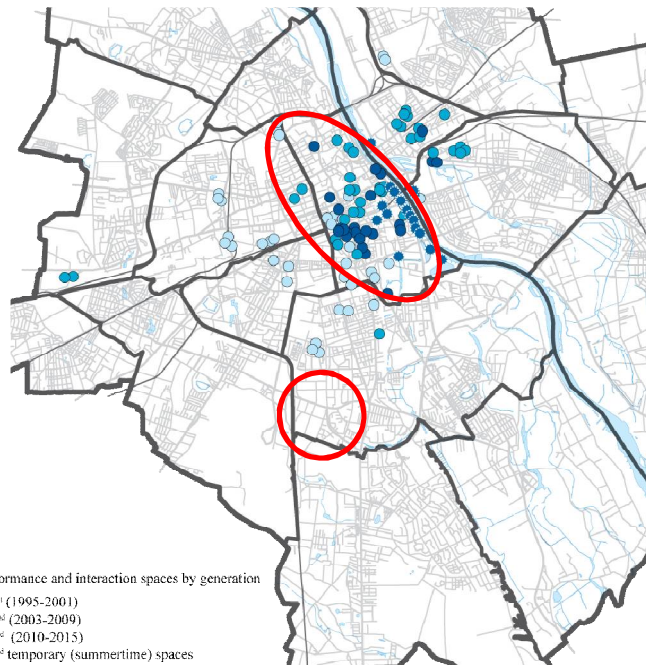 ormance and interaction spaces by generation
(1995-2001)
(2003-2009)
(2010-2015)
temporary (summertime) spaces